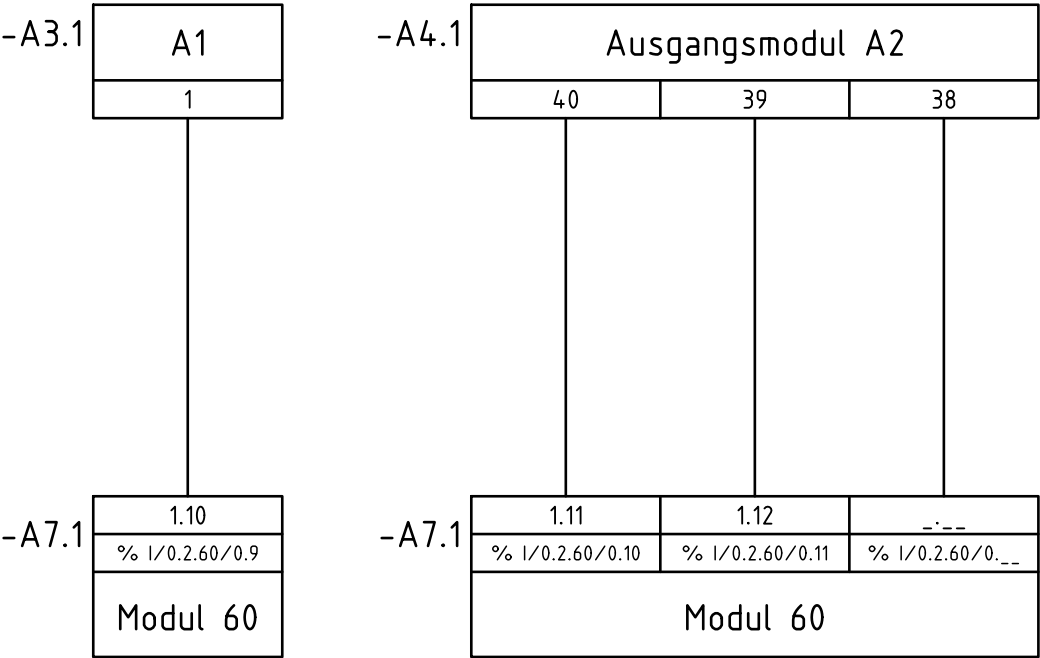 -A3.1
A1
1
-A4.1
Ausgangsmodul A2
40
39
38
-A7.1
1.10
% I/0.2.60/0.9
Modul 60
-A7.1
1.11
1.12
_.__
% I/0.2.60/0.10
% I/0.2.60/0.11
% I/0.2.60/0.__
Modul 60